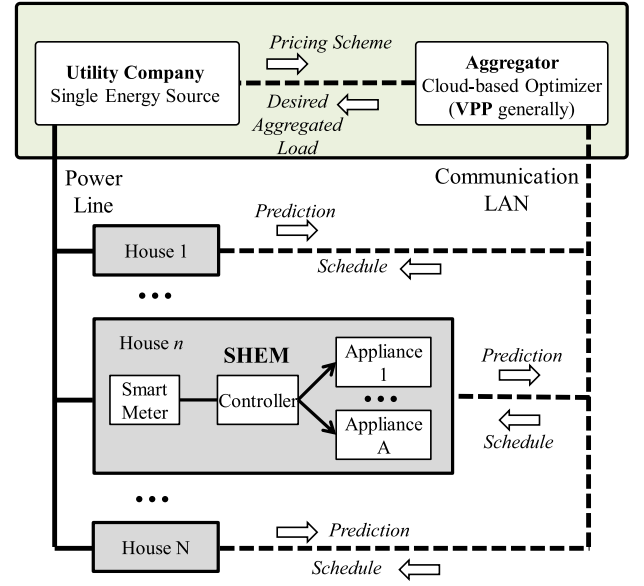 Utility Company
Single Energy Source
Pricing Scheme
Desired
Aggregated
Load
Aggregator
Cloud-based Optimizer
(VPP generally)
Power
Line
Communication
LAN
House 1
Prediction
Schedule
House n
SHEM
Smart
Meter
Controller
Appliance
1
Appliance
A
Prediction
Schedule
House N
Prediction
Schedule